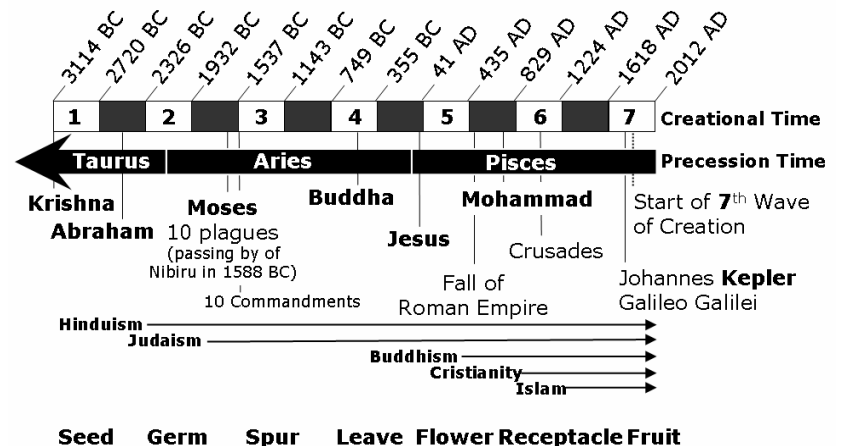 3114 BC 2720 BC 2326 BC 1932 BC 1537 BC 1143 BC 749 BC 355 BC 41 AD 435 AD 829 AD 1224 AD 1618 AD 2012 AD
1 2 3 4 5 6 7 Creational Time
Taurus Aries Pisces Precession Time
Krishna
Abraham
Moses
10 plagues
(passing by of
Nibiru in 1588 BC)
10 Commandments
Buddha
Jesus
Mohammad
Crusades
Fall of
Roman Empire
Start of 7th Wave
of Creation
Johannes Kepler
Galileo Galilei
Hinduism
Judaism
Buddhism
Cristianity
Islam
Seed Germ Spur Leave Flower Receptacle Fruit